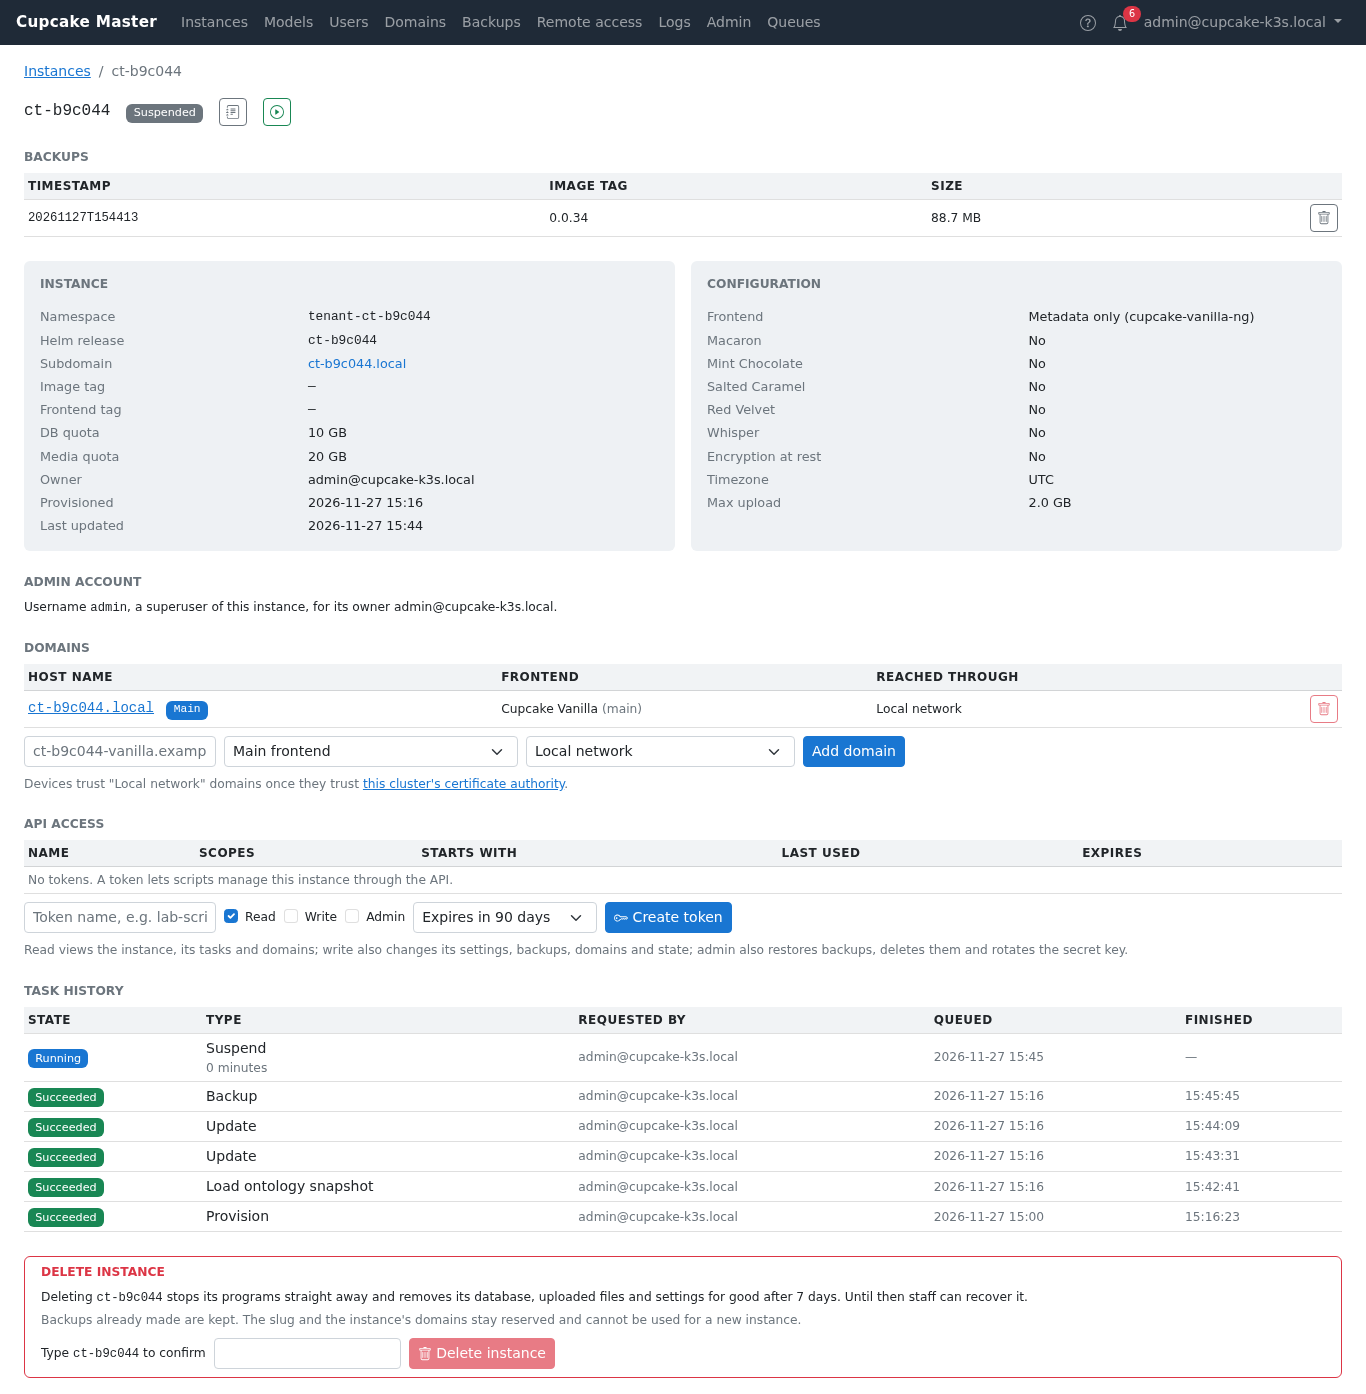 Cupcake Master Instances Models Users Domains Backups Remote access Logs Admin Queues 6 admin@cupcake-k3s.local
Instances / ct-b9c044
ct-b9c044 Suspended
BACKUPS
TIMESTAMP IMAGE TAG SIZE
20261127T154413 0.0.34 88.7 MB
INSTANCE
Namespace tenant-ct-b9c044
Helm release ct-b9c044
Subdomain ct-b9c044.local
Image tag —
Frontend tag —
DB quota 10 GB
Media quota 20 GB
Owner admin@cupcake-k3s.local
Provisioned 2026-11-27 15:16
Last updated 2026-11-27 15:44
CONFIGURATION
Frontend Metadata only (cupcake-vanilla-ng)
Macaron No
Mint Chocolate No
Salted Caramel No
Red Velvet No
Whisper No
Encryption at rest No
Timezone UTC
Max upload 2.0 GB
ADMIN ACCOUNT
Username admin, a superuser of this instance, for its owner admin@cupcake-k3s.local.
DOMAINS
HOST NAME FRONTEND REACHED THROUGH
ct-b9c044.local Main Cupcake Vanilla (main) Local network
ct-b9c044-vanilla.examp Main frontend Local network Add domain
Devices trust "Local network" domains once they trust this cluster's certificate authority.
API ACCESS
NAME SCOPES STARTS WITH LAST USED EXPIRES
No tokens. A token lets scripts manage this instance through the API.
Token name, e.g. lab-scri Read Write Admin Expires in 90 days Create token
Read views the instance, its tasks and domains; write also changes its settings, backups, domains and state; admin also restores backups, deletes them and rotates the secret key.
TASK HISTORY
STATE TYPE REQUESTED BY QUEUED FINISHED
Running Suspend admin@cupcake-k3s.local 2026-11-27 15:45 —
0 minutes
Succeeded Backup admin@cupcake-k3s.local 2026-11-27 15:16 15:45:45
Succeeded Update admin@cupcake-k3s.local 2026-11-27 15:16 15:44:09
Succeeded Update admin@cupcake-k3s.local 2026-11-27 15:16 15:43:31
Succeeded Load ontology snapshot admin@cupcake-k3s.local 2026-11-27 15:16 15:42:41
Succeeded Provision admin@cupcake-k3s.local 2026-11-27 15:00 15:16:23
DELETE INSTANCE
Deleting ct-b9c044 stops its programs straight away and removes its database, uploaded files and settings for good after 7 days. Until then staff can recover it.
Backups already made are kept. The slug and the instance's domains stay reserved and cannot be used for a new instance.
Type ct-b9c044 to confirm Delete instance